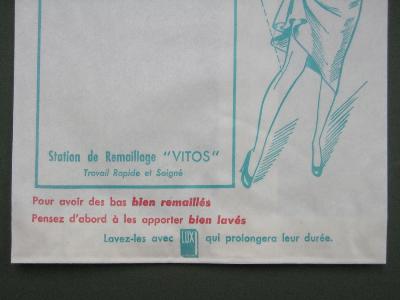 Station de Remaillage "VITOS"
Travail Rapide et Soigné
Pour avoir des bas bien remaillés
Pensez d'abord à les apporter bien lavés
Lavez-les avec LUX qui prolongera leur durée.